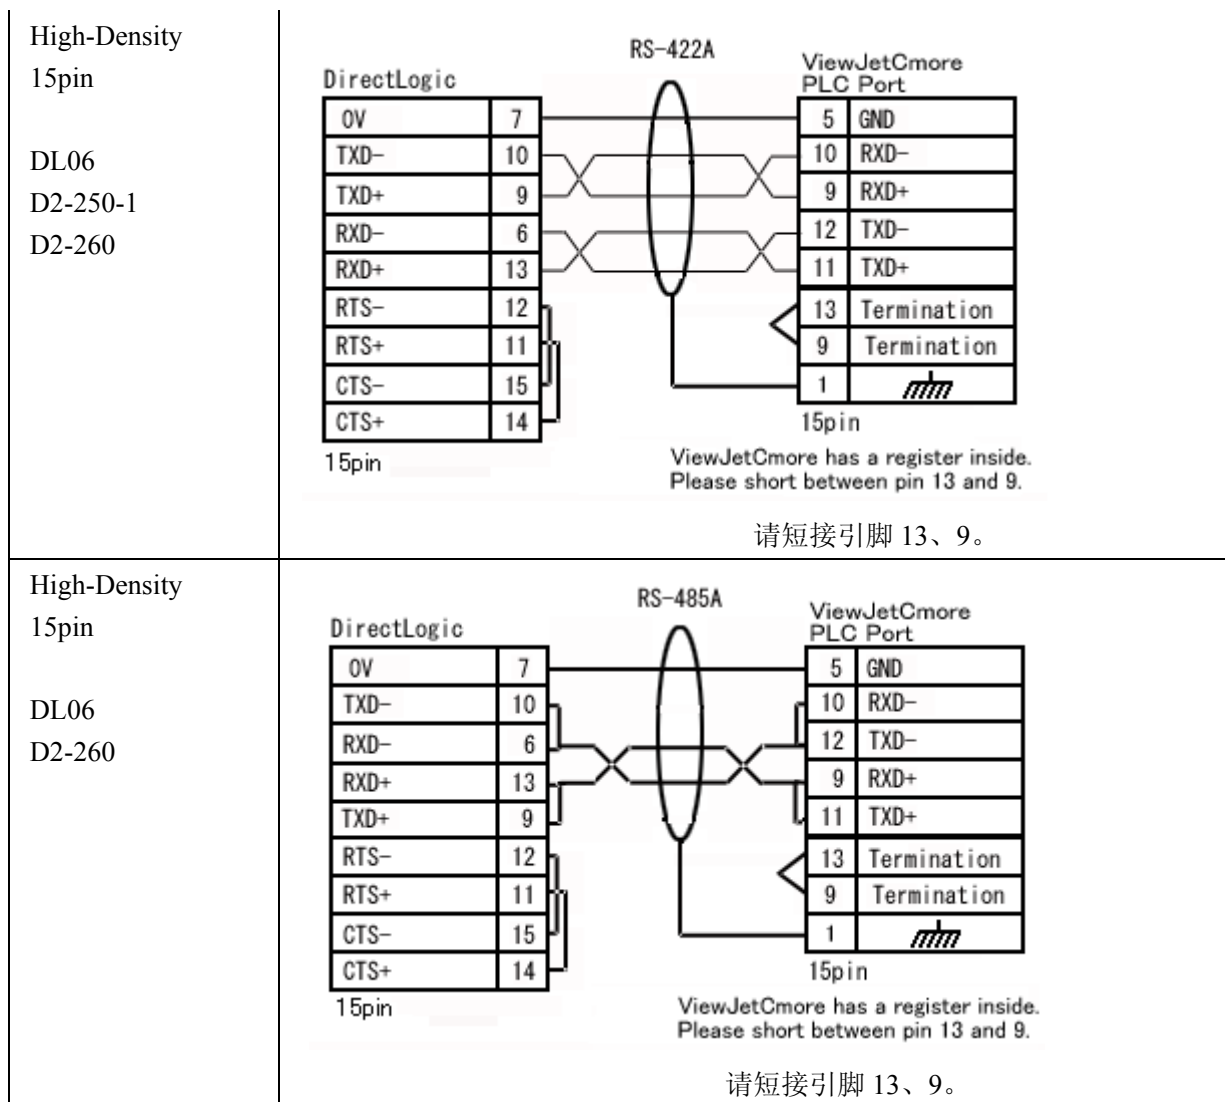 High-Density
15pin
DL06
D2-250-1
D2-260
RS-422A
DirectLogic
ViewJetCmore
PLC Port
0V 7 5 GND
TXD- 10 10 RXD-
TXD+ 9 9 RXD+
RXD- 6 12 TXD-
RXD+ 13 11 TXD+
RTS- 12 13 Termination
RTS+ 11 9 Termination
CTS- 15 1
CTS+ 14
15pin
15pin
ViewJetCmore has a register inside.
Please short between pin 13 and 9.
请短接引脚 13、9。
High-Density
15pin
DL06
D2-260
RS-485A
DirectLogic
ViewJetCmore
PLC Port
0V 7 5 GND
TXD- 10 10 RXD-
RXD- 6 12 TXD-
RXD+ 13 9 RXD+
TXD+ 9 11 TXD+
RTS- 12 13 Termination
RTS+ 11 9 Termination
CTS- 15 1
CTS+ 14
15pin
15pin
ViewJetCmore has a register inside.
Please short between pin 13 and 9.
请短接引脚 13、9。